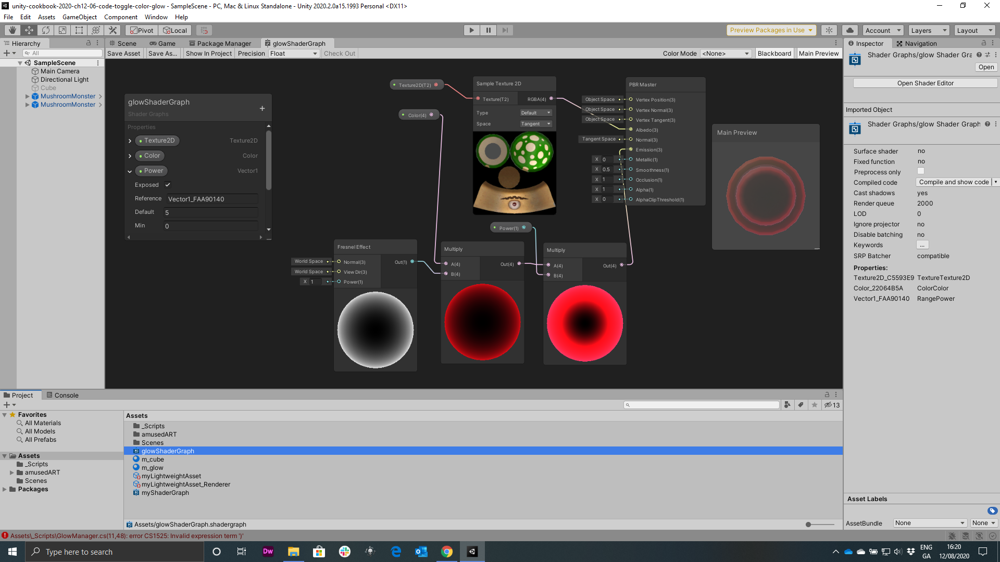 unity-cookbook-2020-ch12-06-code-toggle-color-glow - SampleScene - PC, Mac & Linux Standalone - Unity 2020.2.0a15.1993 Personal <DX11>
File Edit Assets GameObject Component Window Help
Pivot Local Preview Packages in Use Account Layers Layout
Hierarchy
All
SampleScene
Main Camera
Directional Light
Cube
MushroomMonster
MushroomMonster
Scene Game Package Manager glowShaderGraph
Save Asset Save As... Show In Project Precision Float Check Out Color Mode <None> Blackboard Main Preview
glowShaderGraph
Shader Graphs
Properties
Texture2D Texture2D
Color Color
Power Vector1
Exposed
Reference Vector1_FAA90140
Default 5
Min 0
Texture2D(T2)
Color(4)
Sample Texture 2D
Texture(T2) RGBA(4)
Type Default
Space Tangent
PBR Master
Object Space Vertex Position(3)
Object Space Vertex Normal(3)
Object Space Vertex Tangent(3)
Albedo(3)
Tangent Space Normal(3)
Emission(3)
X 0 Metallic(1)
X 0.5 Smoothness(1)
X 1 Occlusion(1)
X 1 Alpha(1)
X 0 AlphaClipThreshold(1)
Main Preview
Power(1)
Fresnel Effect
World Space Normal(3) Out(1)
World Space View Dir(3)
X 1 Power(1)
Multiply
A(4) Out(4)
B(4)
Multiply
A(4) Out(4)
B(4)
Inspector Navigation
Shader Graphs/glow Shader Gra
Open
Open Shader Editor
Imported Object
Shader Graphs/glow Shader Graph
Surface shader no
Fixed function no
Preprocess only
Compiled code Compile and show code
Cast shadows yes
Render queue 2000
LOD 0
Ignore projector no
Disable batching no
Keywords ...
SRP Batcher compatible
Properties:
Texture2D_C5593E9 TextureTexture2D
Color_22064B5A ColorColor
Vector1_FAA90140 RangePower
Asset Labels
AssetBundle None None
Project Console
13
Favorites
All Materials
All Models
All Prefabs
Assets
_Scripts
amusedART
Scenes
Packages
Assets
_Scripts
amusedART
Scenes
glowShaderGraph
m_cube
m_glow
myLightweightAsset
myLightweightAsset_Renderer
myShaderGraph
Assets/glowShaderGraph.shadergraph
Assets\_Scripts\GlowManager.cs(11,48): error CS1525: Invalid expression term ')'
Type here to search
Dw
ENG
GA
16:20
12/08/2020